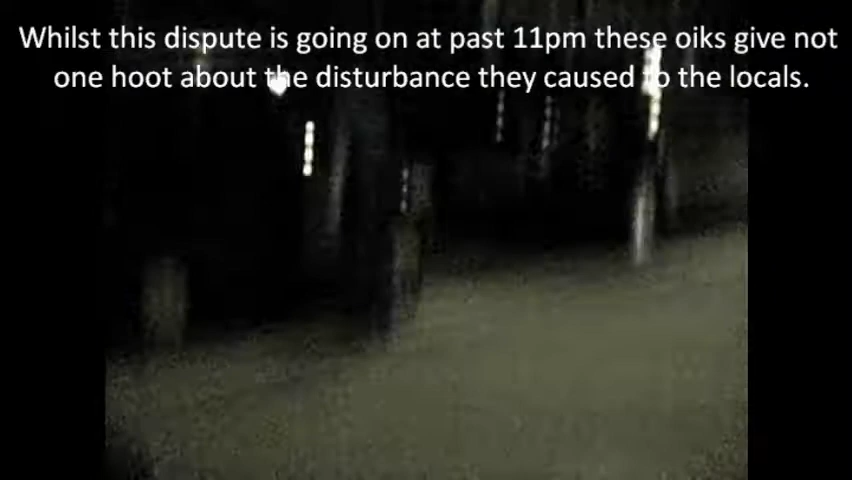 Whilst this dispute is going on at past 11pm these oiks give not
one hoot about the disturbance they caused to the locals.